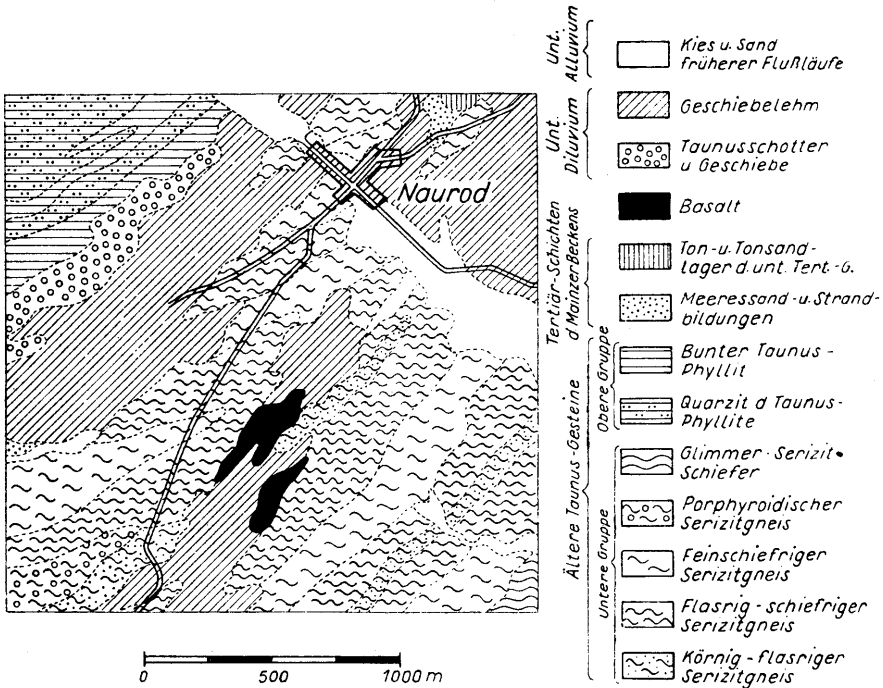 Naurod
0
500
1000 m
Unt.
Alluvium
Kies u. Sand
früherer Flußläufe
Unt.
Diluvium
Geschiebelehm
Taunusschotter
u Geschiebe
Basalt
Tertiär-Schichten
d Mainzer Beckens
Ton- u. Tonsand-
lager d. unt. Tert.-G.
Meeressand- u. Strand-
bildungen
Ältere Taunus-Gesteine
Obere Gruppe
Bunter Taunus-
Phyllit
Quarzit d Taunus-
Phyllite
Untere Gruppe
Glimmer-Serizit-
Schiefer
Porphyroidischer
Serizitgneis
Feinschiefriger
Serizitgneis
Flasrig-schiefriger
Serizitgneis
Körnig-flasriger
Serizitgneis